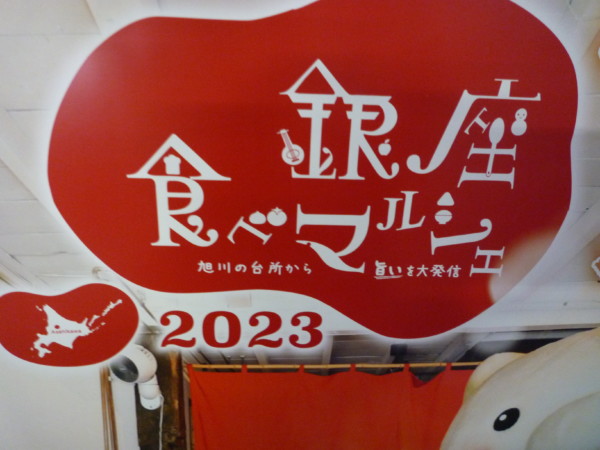 銀座
食べマルシェ
旭川の台所から 旨いを大発信
2023